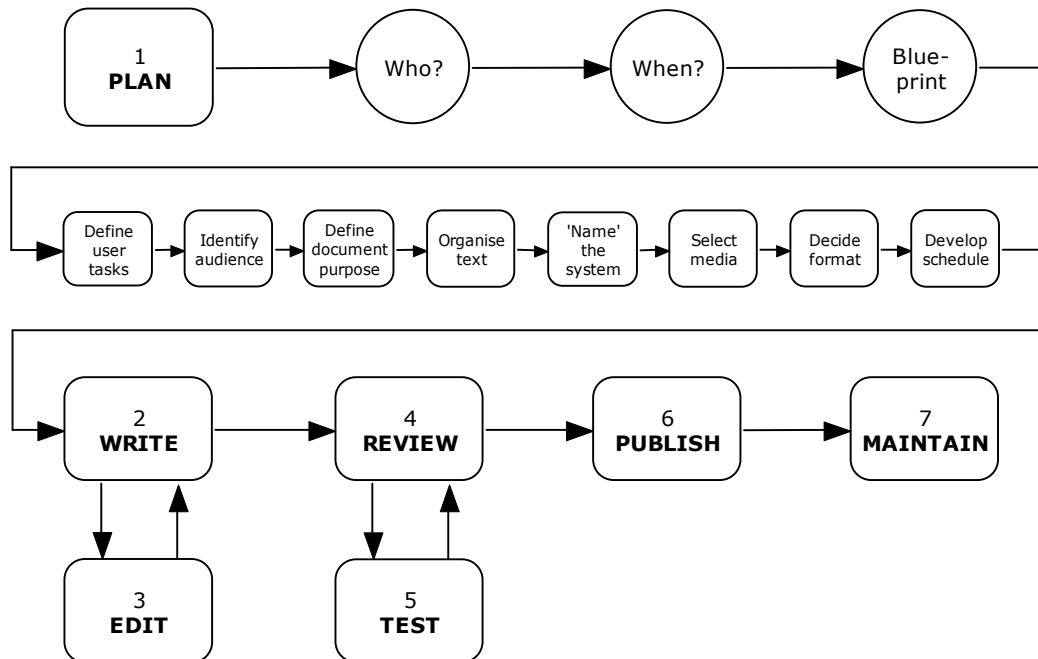 1
PLAN
Who?
When?
Blue-
print
Define
user
tasks
Identify
audience
Define
document
purpose
Organise
text
'Name'
the
system
Select
media
Decide
format
Develop
schedule
2
WRITE
4
REVIEW
6
PUBLISH
7
MAINTAIN
3
EDIT
5
TEST